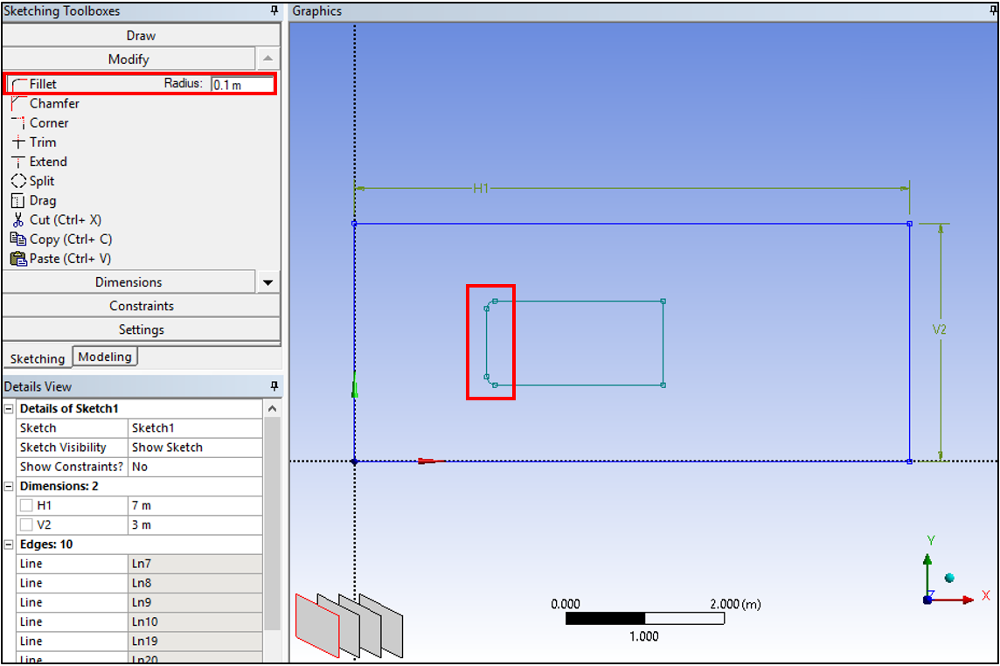 Sketching Toolboxes
Draw
Modify
Fillet Radius: 0.1 m
Chamfer
Corner
Trim
Extend
Split
Drag
Cut (Ctrl+ X)
Copy (Ctrl+ C)
Paste (Ctrl+ V)
Dimensions
Constraints
Settings
Sketching Modeling
Details View
Details of Sketch1
Sketch Sketch1
Sketch Visibility Show Sketch
Show Constraints? No
Dimensions: 2
H1 7 m
V2 3 m
Edges: 10
Line Ln7
Line Ln8
Line Ln9
Line Ln10
Line Ln19
Line Ln20
Graphics
H1
V2
Y
Z
X
0.000 2.000 (m)
1.000